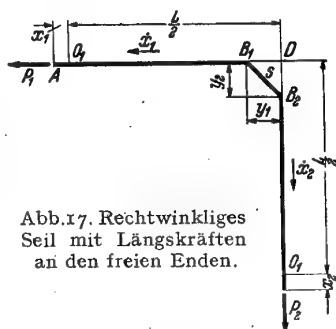 L/2
x₁ O₁ ẋ₁ B₁ D
P₁ A y₂ s B₂
y₁
L/2
ẋ₂
Abb.17. Rechtwinkliges
Seil mit Längskräften
an den freien Enden.
O₁
x₂
P₂